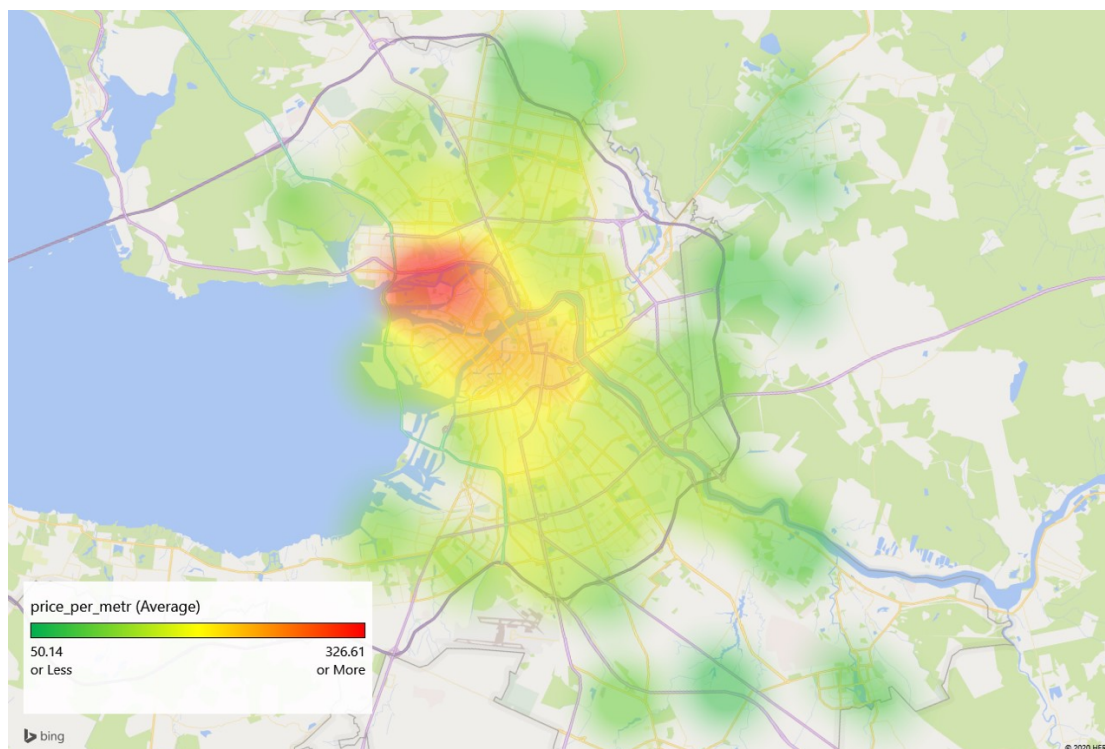 price_per_metr (Average)
50.14
or Less
326.61
or More
bing